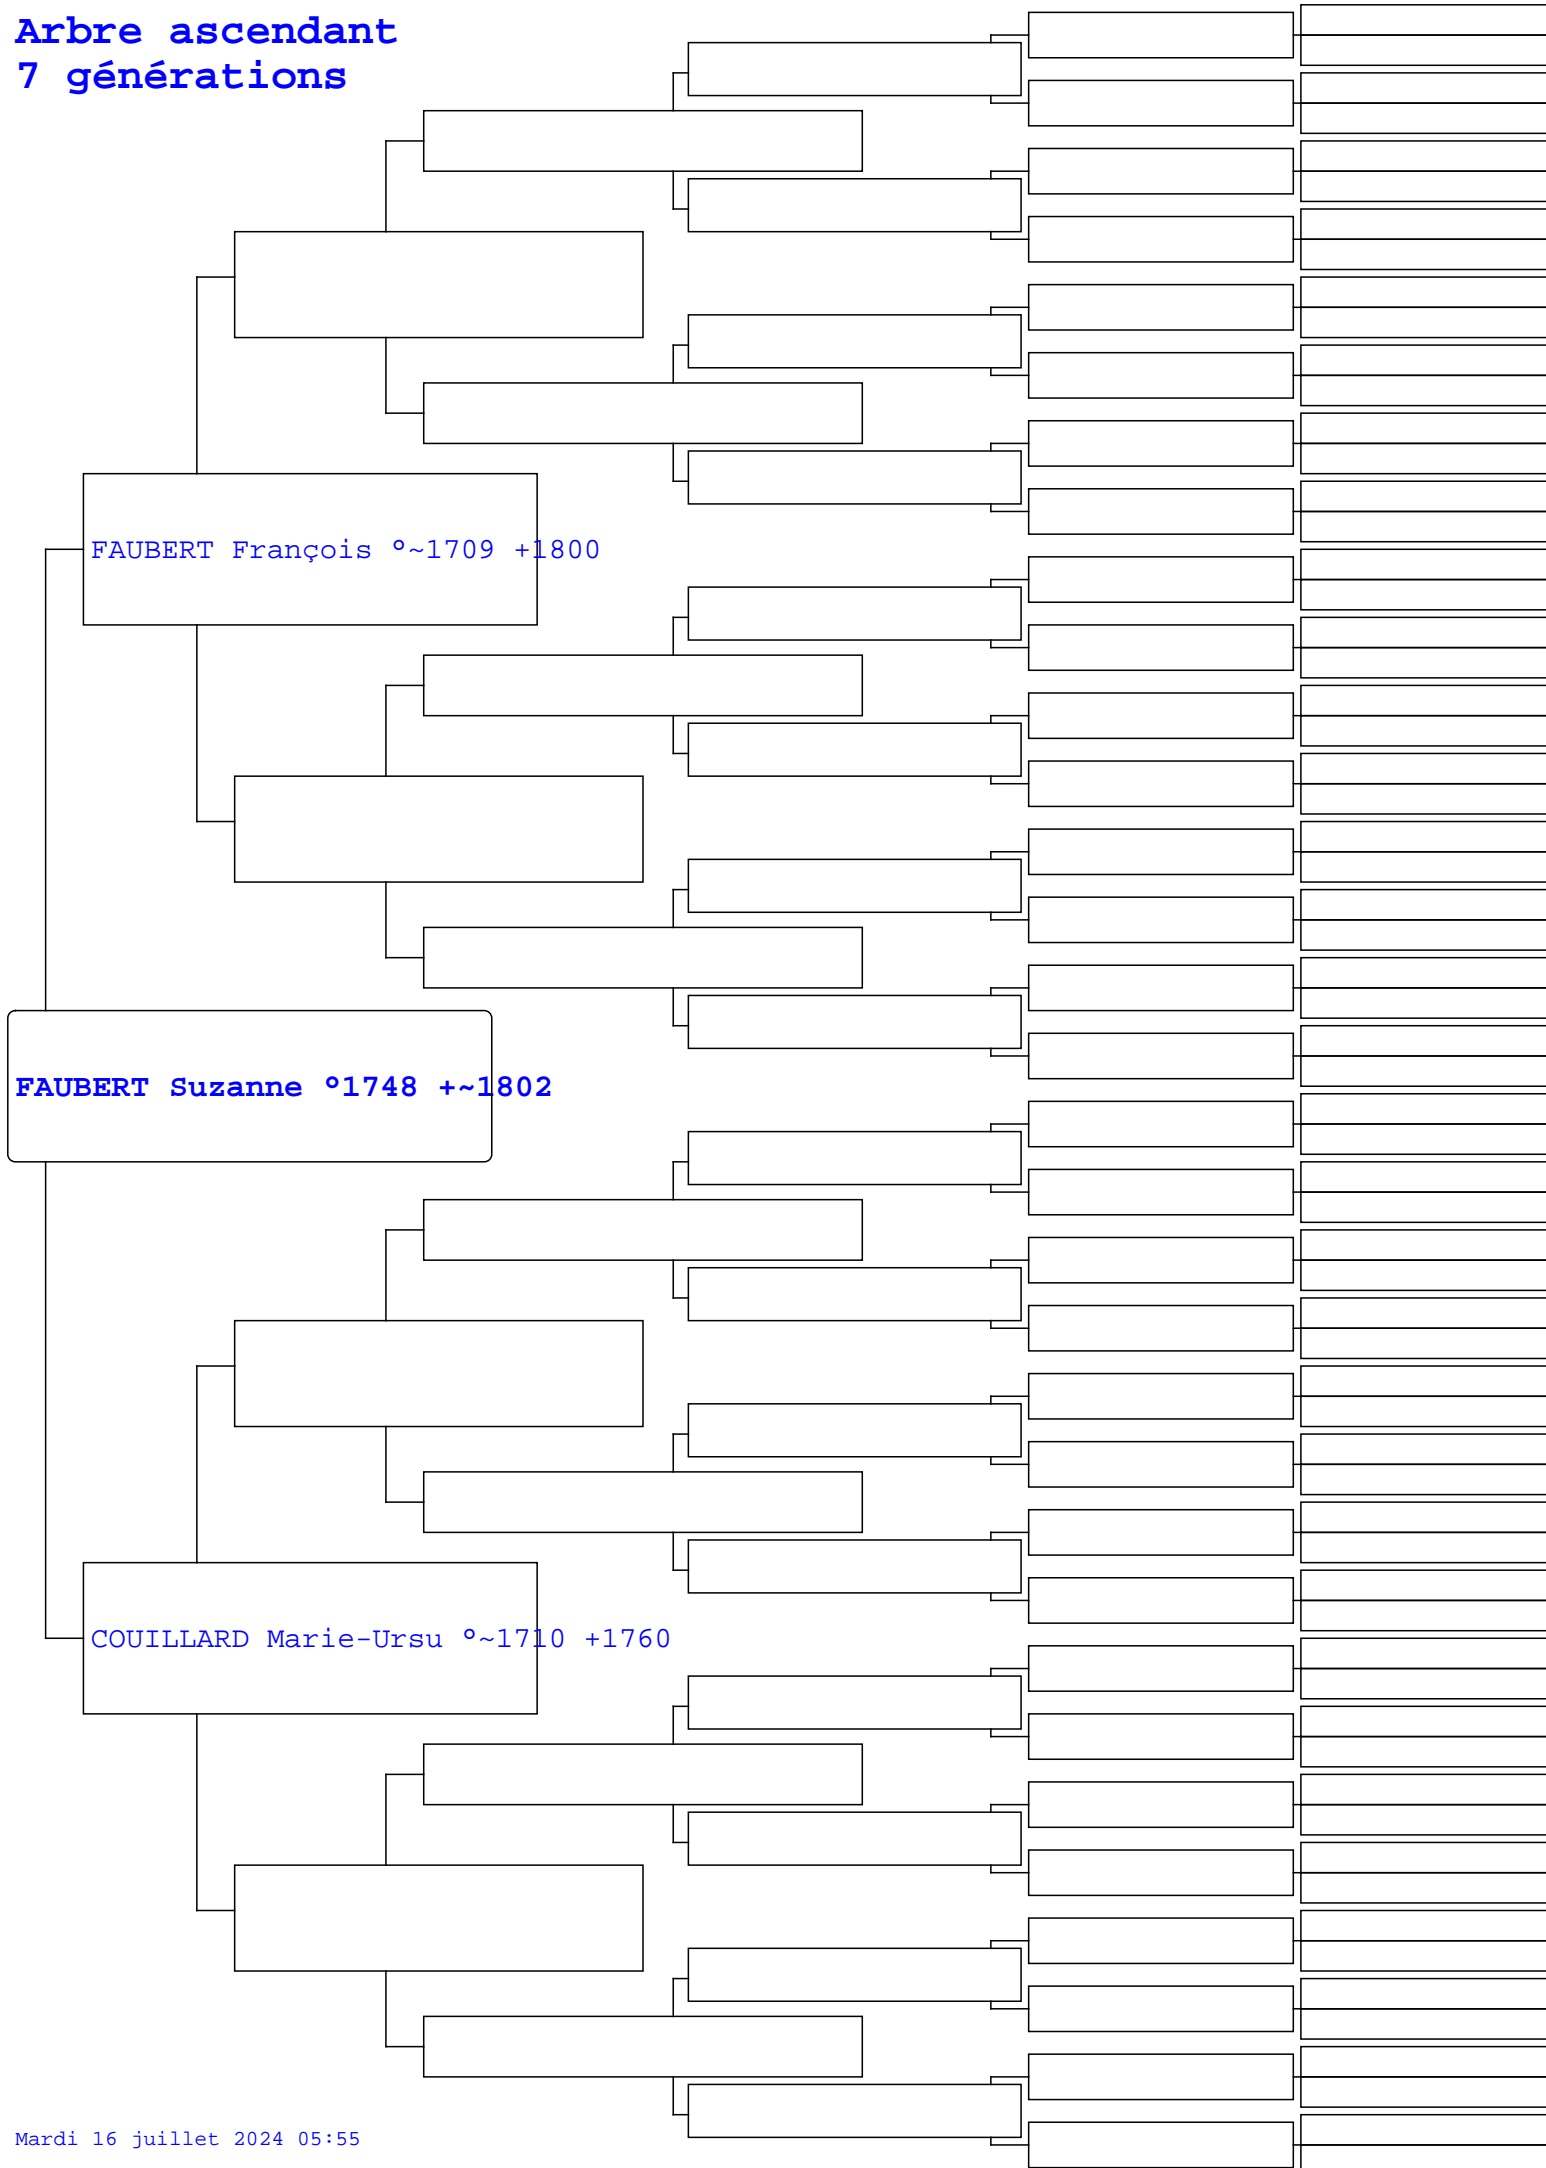 Arbre ascendant
7 générations
FAUBERT François °~1709 +1800
FAUBERT Suzanne °1748 +~1802
COUILLARD Marie-Ursu °~1710 +1760
Mardi 16 juillet 2024 05:55